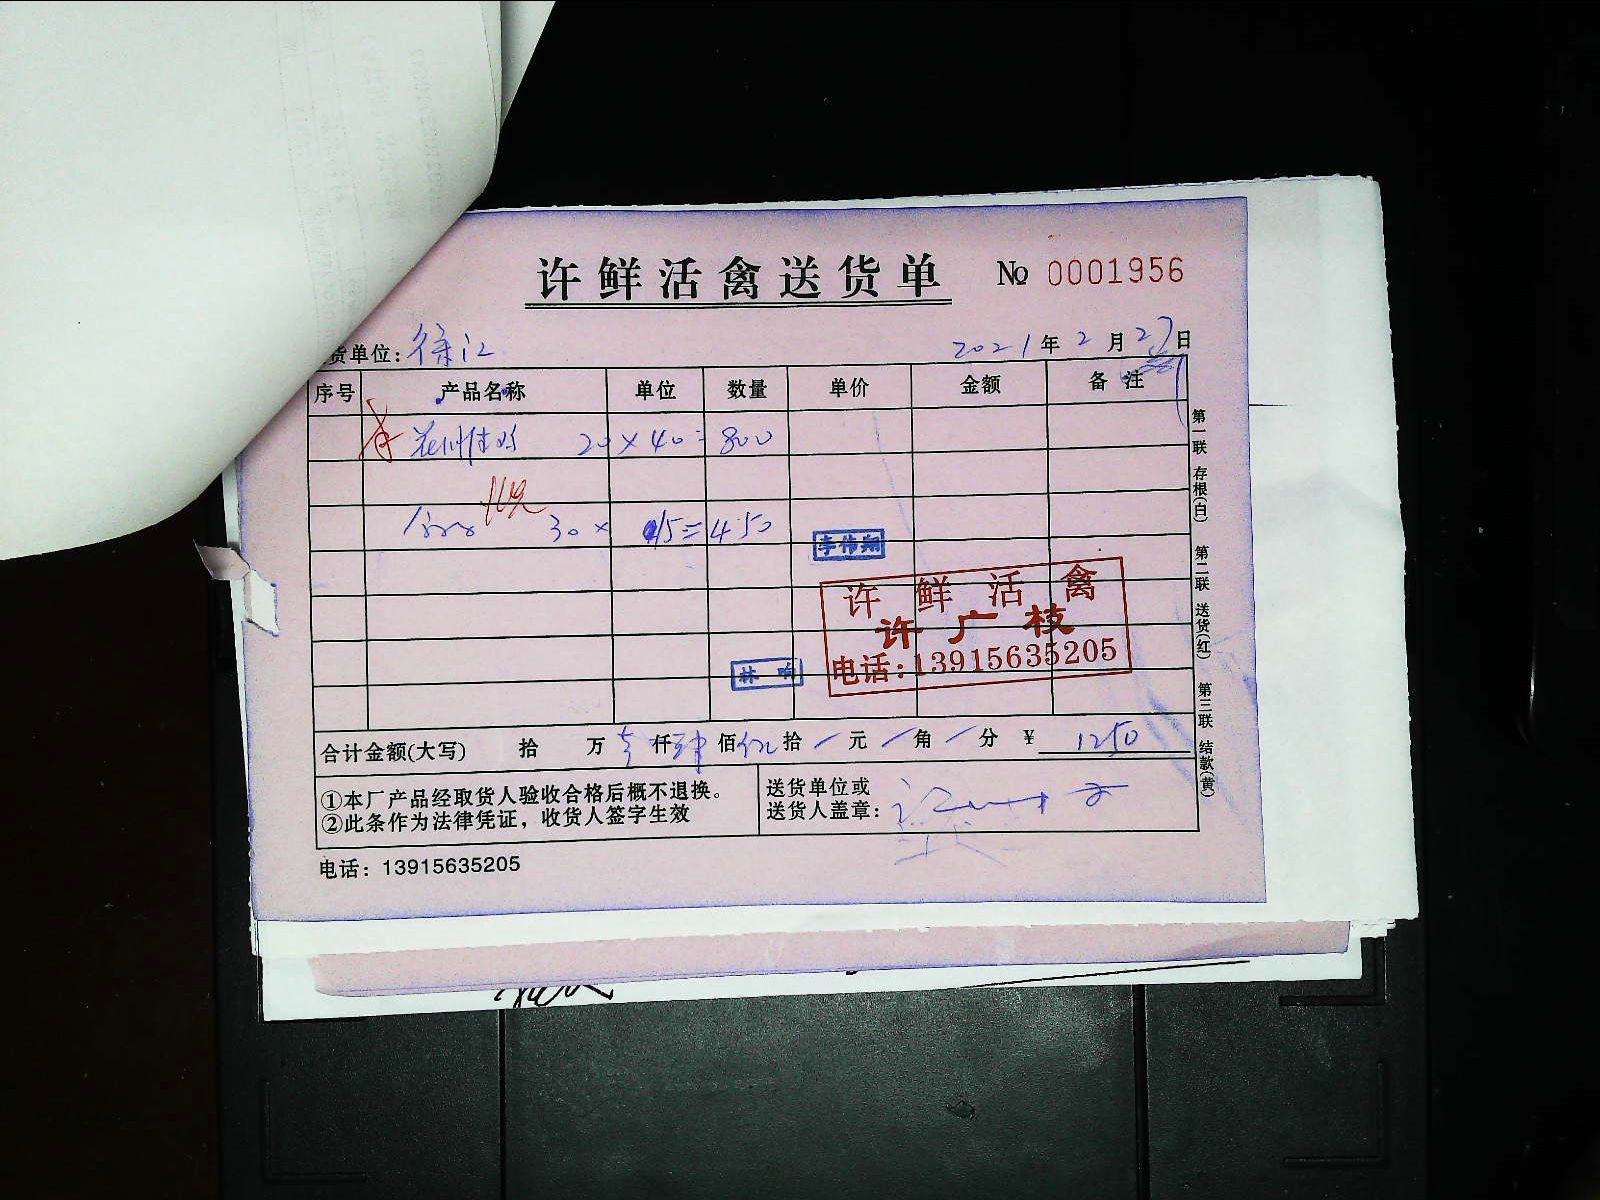 许鲜活禽送货单 № 0001956
货单位：徐江 2021年2月27日
序号 产品名称 单位 数量 单价 金额 备注
20×40=800
30×15=450
李伟翔
许鲜活禽
许广枝
电话:13915635205
林
合计金额(大写) 拾 万 仟 佰 拾 元 角 分 ¥ 1250
①本厂产品经取货人验收合格后概不退换。
②此条作为法律凭证，收货人签字生效
送货单位或
送货人盖章：
电话：13915635205
第一联 存根(白) 第二联 送货(红) 第三联 结款(黄)